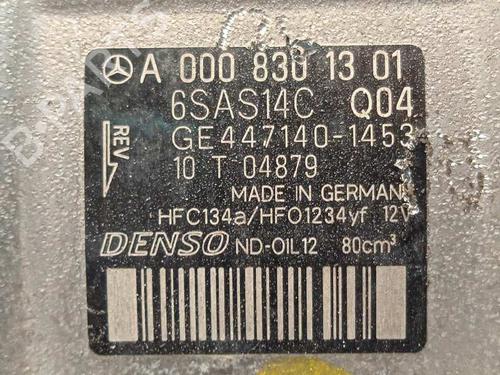 A 000 830 13 01
6SAS14C Q04
REV
GE447140-1453
10 T 04879
MADE IN GERMANY
HFC134a/HFO1234yf 12V
DENSO ND-OIL12 80cm³